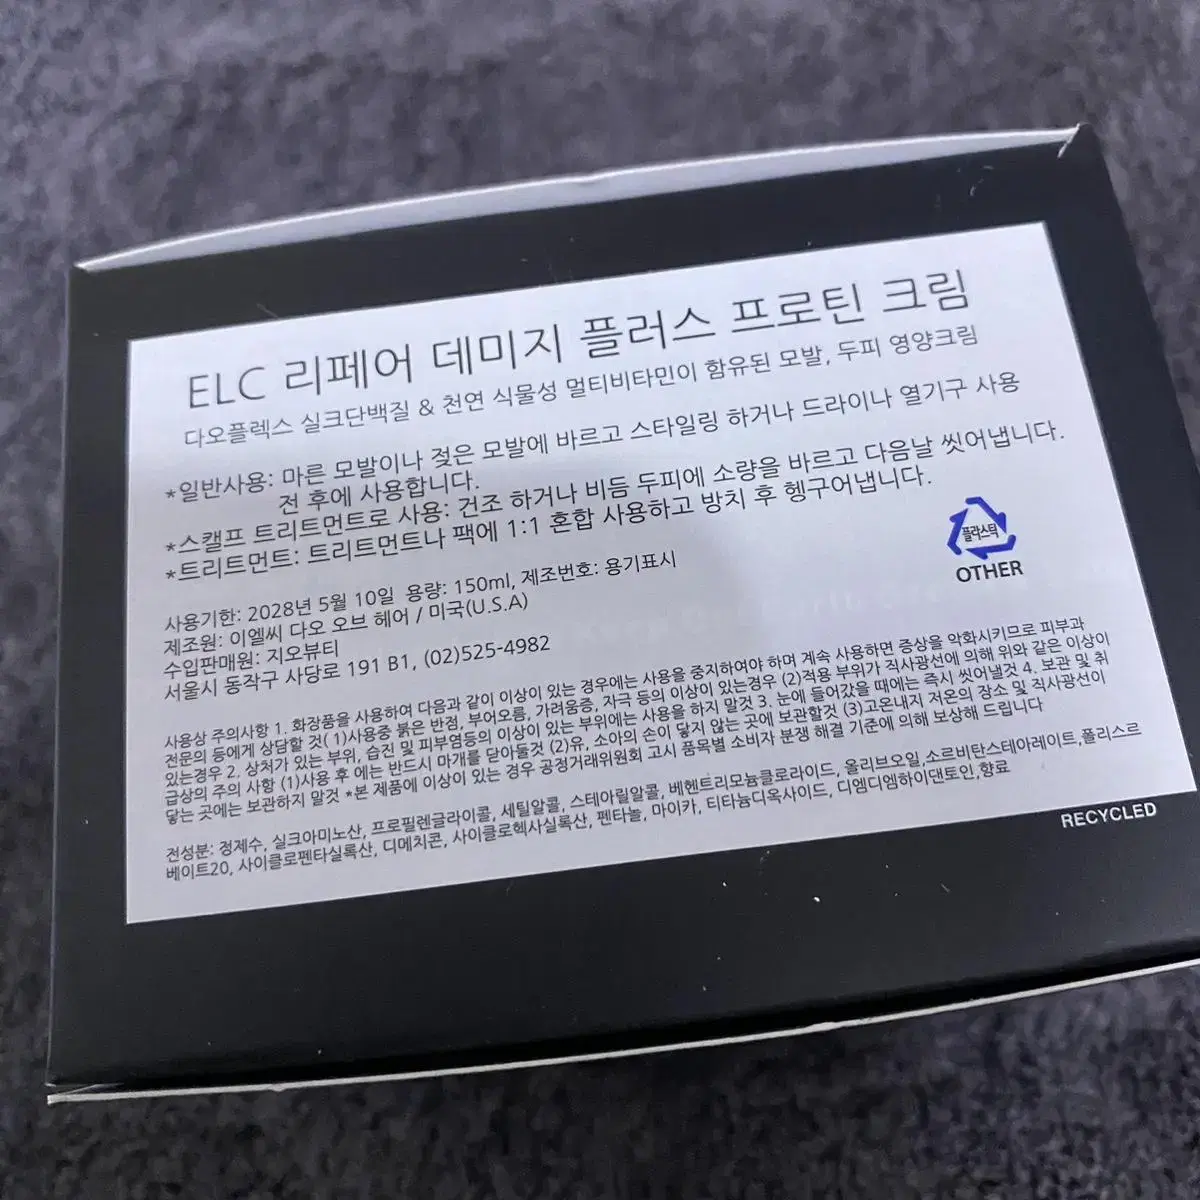 ELC 리페어 데미지 플러스 프로틴 크림
다오플렉스 실크단백질 & 천연 식물성 멀티비타민이 함유된 모발, 두피 영양크림
*일반사용: 마른 모발이나 젖은 모발에 바르고 스타일링 하거나 드라이나 열기구 사용
전 후에 사용합니다.
*스캘프 트리트먼트로 사용: 건조 하거나 비듬 두피에 소량을 바르고 다음날 씻어냅니다.
*트리트먼트: 트리트먼트나 팩에 1:1 혼합 사용하고 방치 후 헹구어냅니다.
플라스틱
OTHER
사용기한: 2028년 5월 10일 용량: 150ml, 제조번호: 용기표시
제조원: 이엘씨 다오 오브 헤어 / 미국(U.S.A)
수입판매원: 지오뷰티
서울시 동작구 사당로 191 B1, (02)525-4982
사용상 주의사항 1. 화장품을 사용하여 다음과 같이 이상이 있는 경우에는 사용을 중지하여야 하며 계속 사용하면 증상을 악화시키므로 피부과
전문의 등에게 상담할 것(1)사용중 붉은 반점, 부어오름, 가려움증, 자극 등의 이상이 있는경우 (2)적용 부위가 직사광선에 의해 위와 같은 이상이
있는경우 2. 상처가 있는 부위, 습진 및 피부염등의 이상이 있는 부위에는 사용을 하지 말것 3. 눈에 들어갔을 때에는 즉시 씻어낼것 4. 보관 및 취
급상의 주의 사항 (1)사용 후 에는 반드시 마개를 닫아둘것 (2)유, 소아의 손이 닿지 않는 곳에 보관할것 (3)고온내지 저온의 장소 및 직사광선이
닿는 곳에는 보관하지 말것 *본 제품에 이상이 있는 경우 공정거래위원회 고시 품목별 소비자 분쟁 해결 기준에 의해 보상해 드립니다
전성분: 정제수, 실크아미노산, 프로필렌글라이콜, 세틸알콜, 스테아릴알콜, 베헨트리모늄클로라이드, 올리브오일, 소르비탄스테아레이트,폴리스르
베이트20, 사이클로펜타실록산, 디메치콘, 사이클로헥사실록산, 펜타놀, 마이카, 티타늄디옥사이드, 디엠디엠하이댄토인,향료
RECYCLED